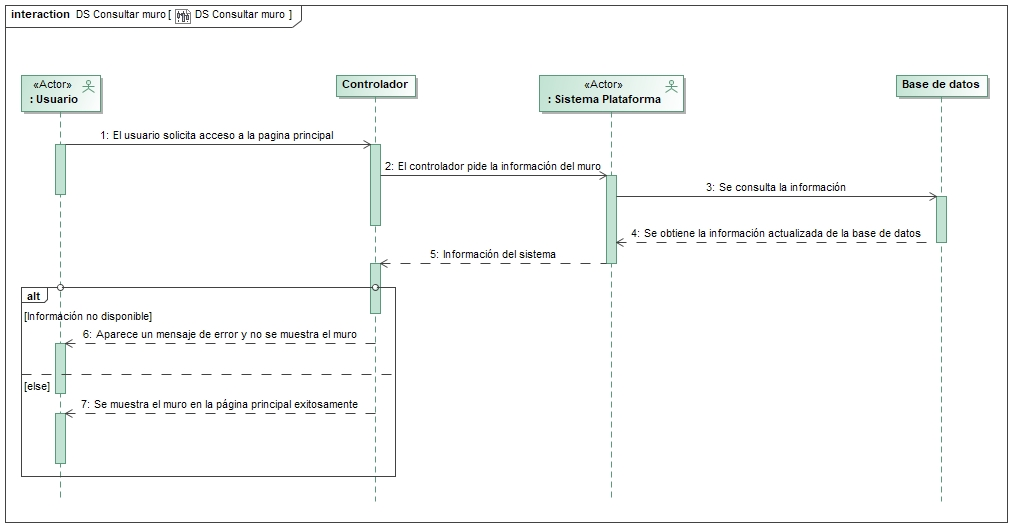 interaction DS Consultar muro [ DS Consultar muro ]
«Actor»
: Usuario
Controlador
«Actor»
: Sistema Plataforma
Base de datos
1: El usuario solicita acceso a la pagina principal
2: El controlador pide la información del muro
3: Se consulta la información
4: Se obtiene la información actualizada de la base de datos
5: Información del sistema
alt
[Información no disponible]
6: Aparece un mensaje de error y no se muestra el muro
[else]
7: Se muestra el muro en la página principal exitosamente